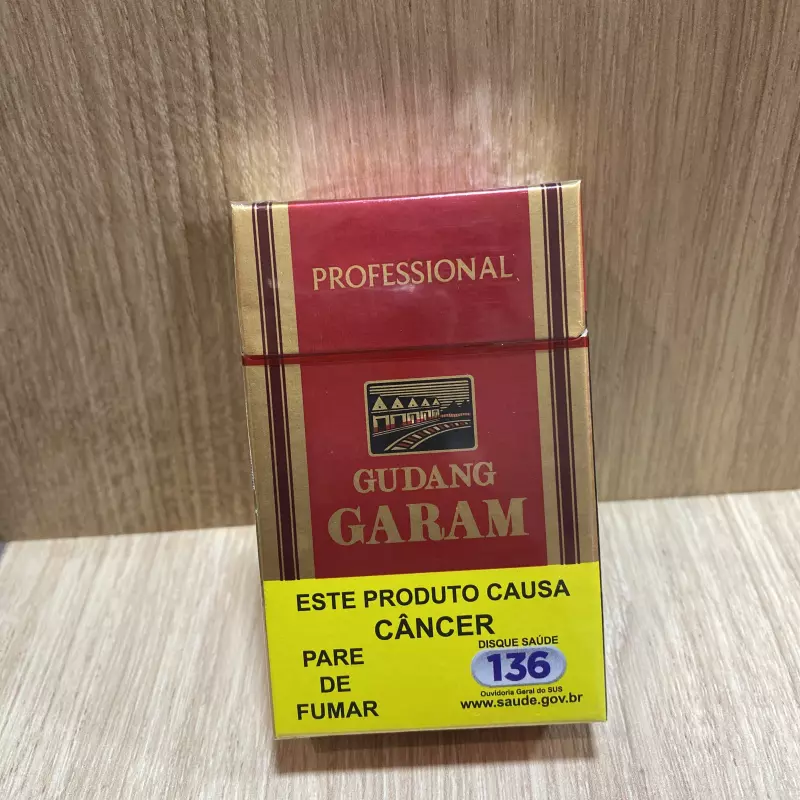 PROFESSIONAL
GUDANG
GARAM
ESTE PRODUTO CAUSA
CÂNCER
PARE
DE
FUMAR
DISQUE SAÚDE
136
Ouvidoria Geral do SUS
www.saude.gov.br